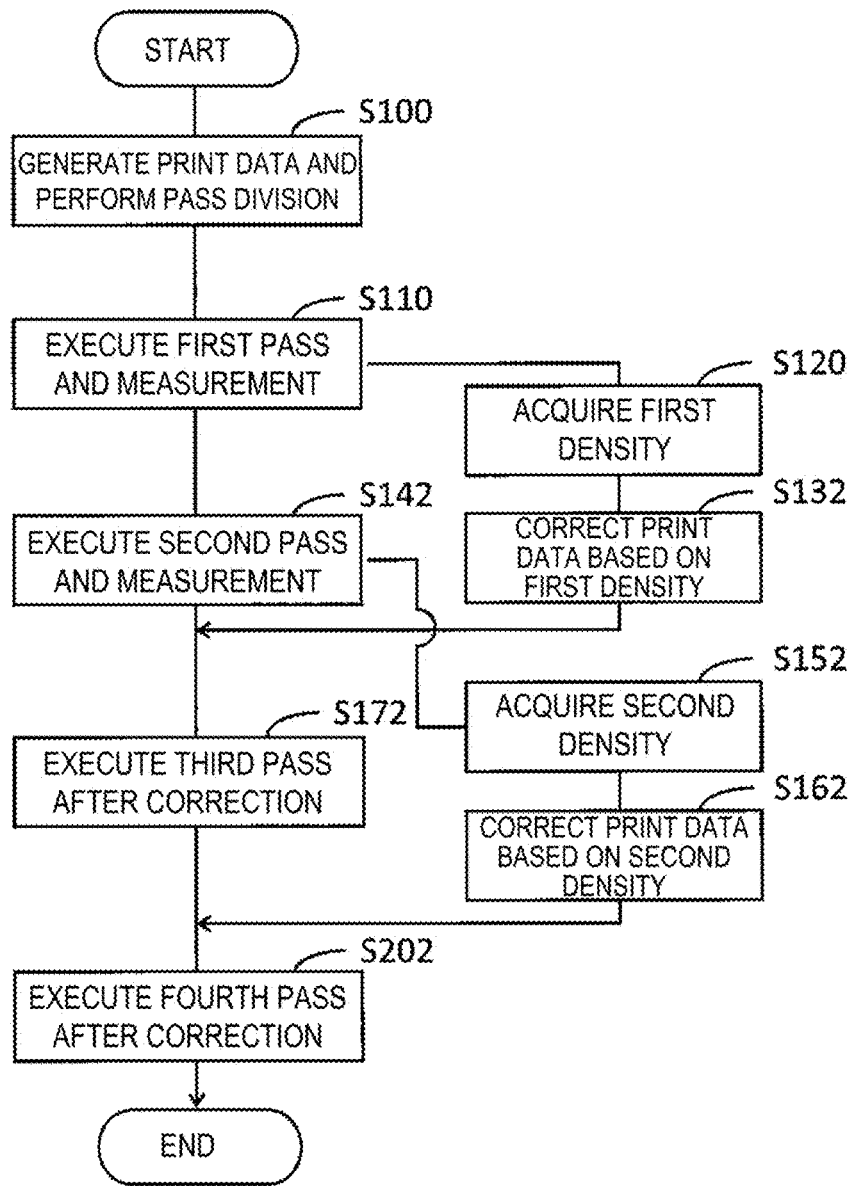 START
S100
GENERATE PRINT DATA AND
PERFORM PASS DIVISION
S110
EXECUTE FIRST PASS
AND MEASUREMENT
S120
ACQUIRE FIRST
DENSITY
S142
EXECUTE SECOND PASS
AND MEASUREMENT
S132
CORRECT PRINT
DATA BASED ON
FIRST DENSITY
S152
ACQUIRE SECOND
DENSITY
S172
EXECUTE THIRD PASS
AFTER CORRECTION
S162
CORRECT PRINT DATA
BASED ON SECOND
DENSITY
S202
EXECUTE FOURTH PASS
AFTER CORRECTION
END